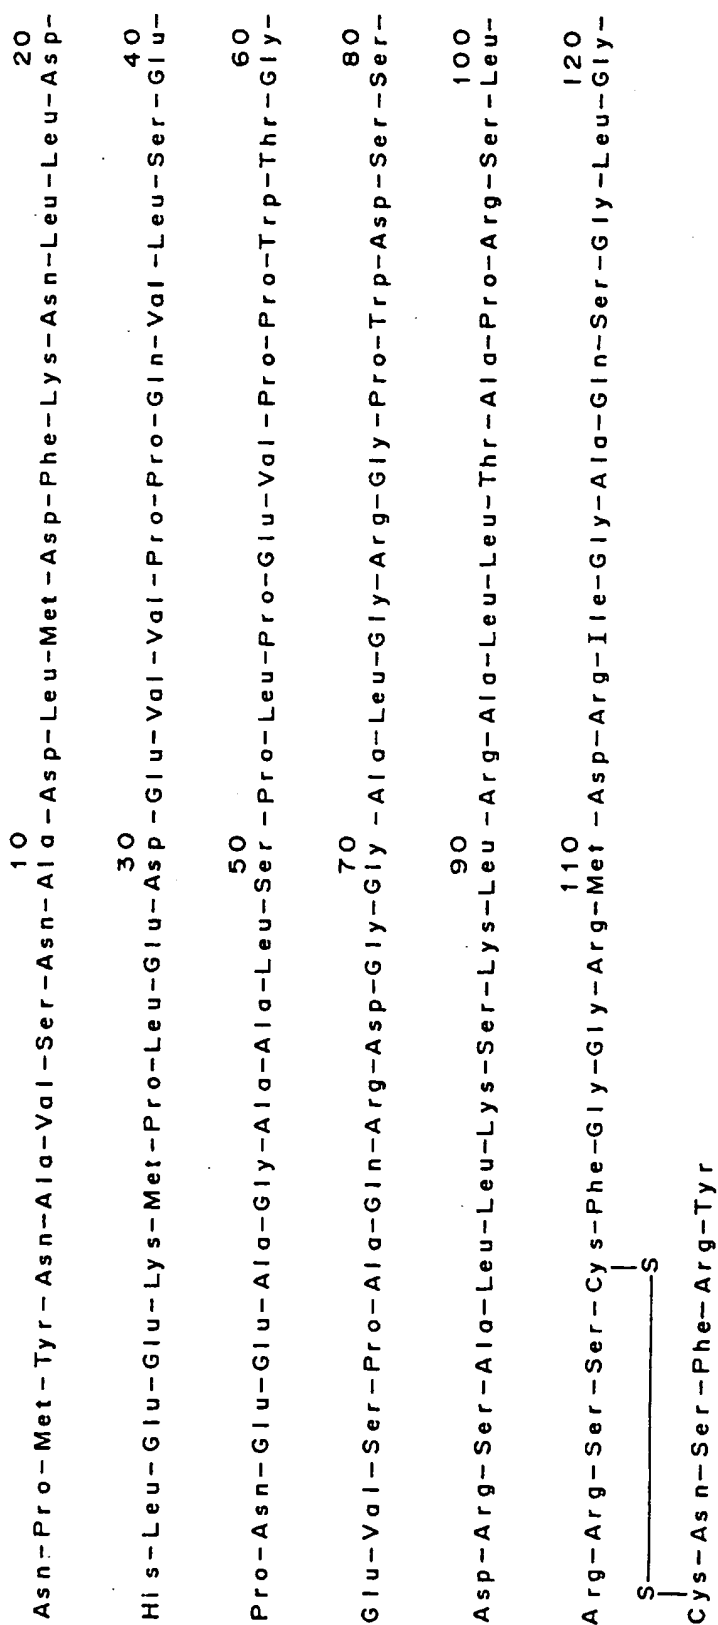 10 20
Asn-Pro-Met-Tyr-Asn-Ala-Val-Ser-Asn-Ala-Asp-Leu-Met-Asp-Phe-Lys-Asn-Leu-Leu-Asp-
30 40
His-Leu-Glu-Glu-Lys-Met-Pro-Leu-Glu-Asp-Glu-Val-Val-Pro-Pro-Gln-Val-Leu-Ser-Glu-
50 60
Pro-Asn-Glu-Glu-Ala-Gly-Ala-Ala-Leu-Ser-Pro-Leu-Pro-Glu-Val-Pro-Pro-Trp-Thr-Gly-
70 80
Glu-Val-Ser-Pro-Ala-Gln-Arg-Asp-Gly-Gly-Ala-Leu-Gly-Arg-Gly-Pro-Trp-Asp-Ser-Ser-
90 100
Asp-Arg-Ser-Ala-Leu-Leu-Lys-Ser-Lys-Leu-Arg-Ala-Leu-Leu-Thr-Ala-Pro-Arg-Ser-Leu-
110 120
Arg-Arg-Ser-Ser-Cys-Phe-Gly-Gly-Arg-Met-Asp-Arg-Ile-Gly-Ala-Gln-Ser-Gly-Leu-Gly-
S S
Cys-Asn-Ser-Phe-Arg-Tyr